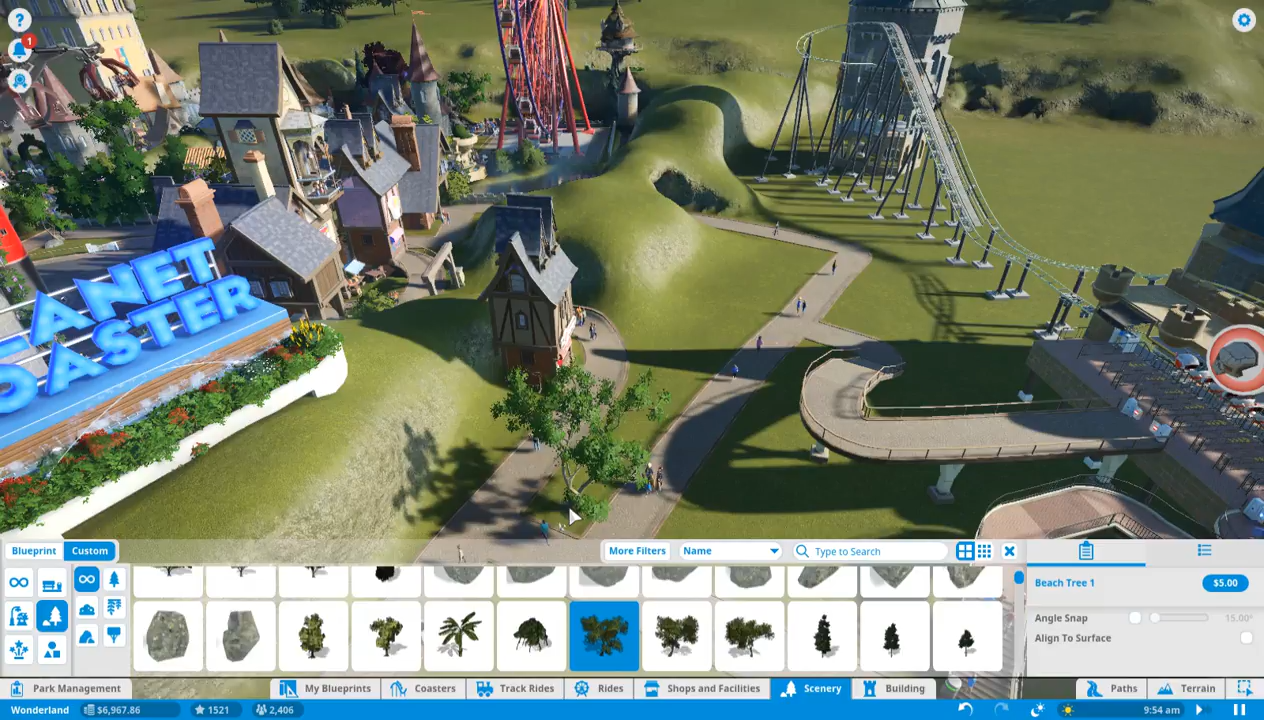 ?
1
ANET
OASTER
Blueprint
Custom
More Filters
Name
Type to Search
Beach Tree 1
$5.00
Angle Snap
15.00°
Align To Surface
Park Management
My Blueprints
Coasters
Track Rides
Rides
Shops and Facilities
Scenery
Building
Paths
Terrain
Wonderland
$6,967.86
1521
2,406
9:54 am